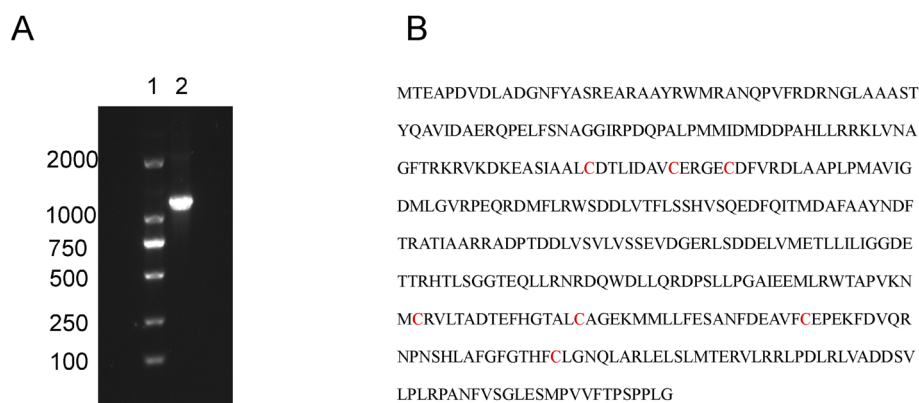 A
1 2
2000
1000
750
500
250
100
B
MTEAPDVDLADGNFYASREARAAYRWMRANQPVFRDRNGLAAAST
YQAVIDAERQPELFSNAGGIRPDQPALPMMIDMDDPAHLLRRKLVNA
GFTRKRVKDKEASIAALCDTLIDAVCERGECDFVRDLAAPLPMAVIG
DMLGVRPEQRDMFLRWSDDLVTFLSSHVSQEDFQITMDAFAAYNDF
TRATIAARRADPTDDLVSVLVSSEVDGERLSDDELVMETLLILIGGDE
TTRHTLSGGTEQLLRNRDQWDLLQRDPSLLPGAIEEMLRWTAPVKN
MCRVLTADTEFHGTALCAGEKMMLLFESANFDEAVFCEPEKFDVQR
NPNSHLAFGFGTHFCLGNQLARLELSLMTERVLRRLPDLRLVADDSV
LPLRPANFVSGLESMPVVFTPSPPLG